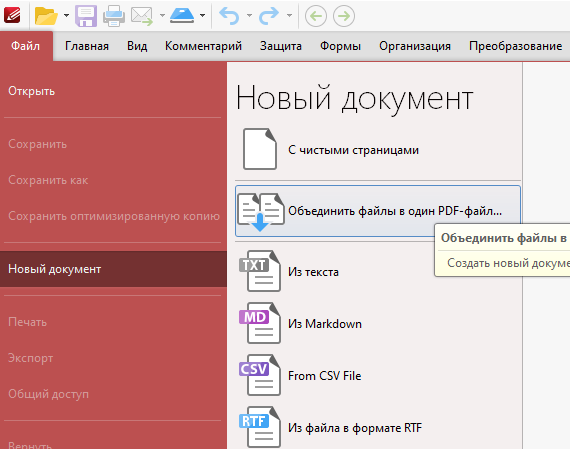 Файл Главная Вид Комментарий Защита Формы Организация Преобразование
Открыть
Сохранить
Сохранить как
Сохранить оптимизированную копию
Новый документ
Печать
Экспорт
Общий доступ
Вернуть
Новый документ
С чистыми страницами
Объединить файлы в один PDF-файл...
Объединить файлы в
Создать новый докуме
TXT Из текста
MD Из Markdown
CSV From CSV File
RTF Из файла в формате RTF